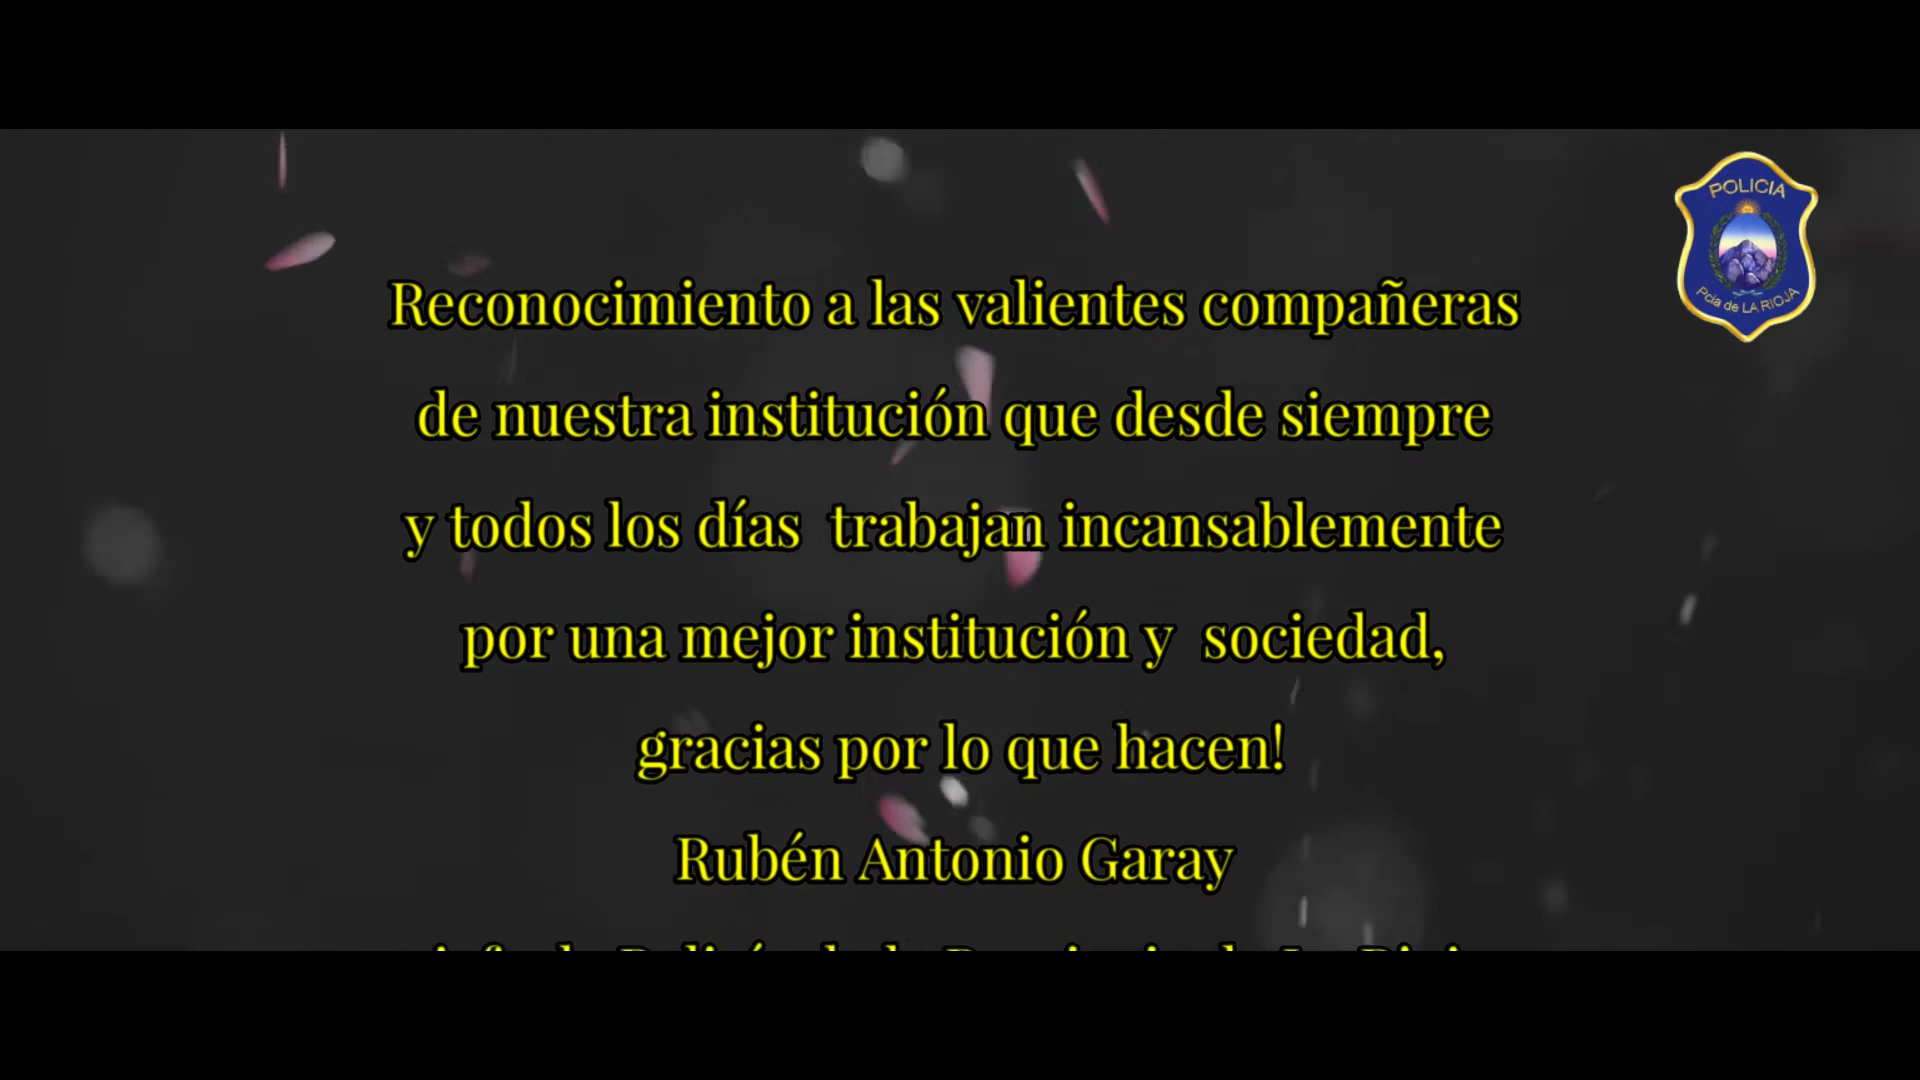 POLICIA
Pcia de LA RIOJA
Reconocimiento a las valientes compañeras
de nuestra institución que desde siempre
y todos los días  trabajan incansablemente
por una mejor institución y  sociedad,
gracias por lo que hacen!
Rubén Antonio Garay